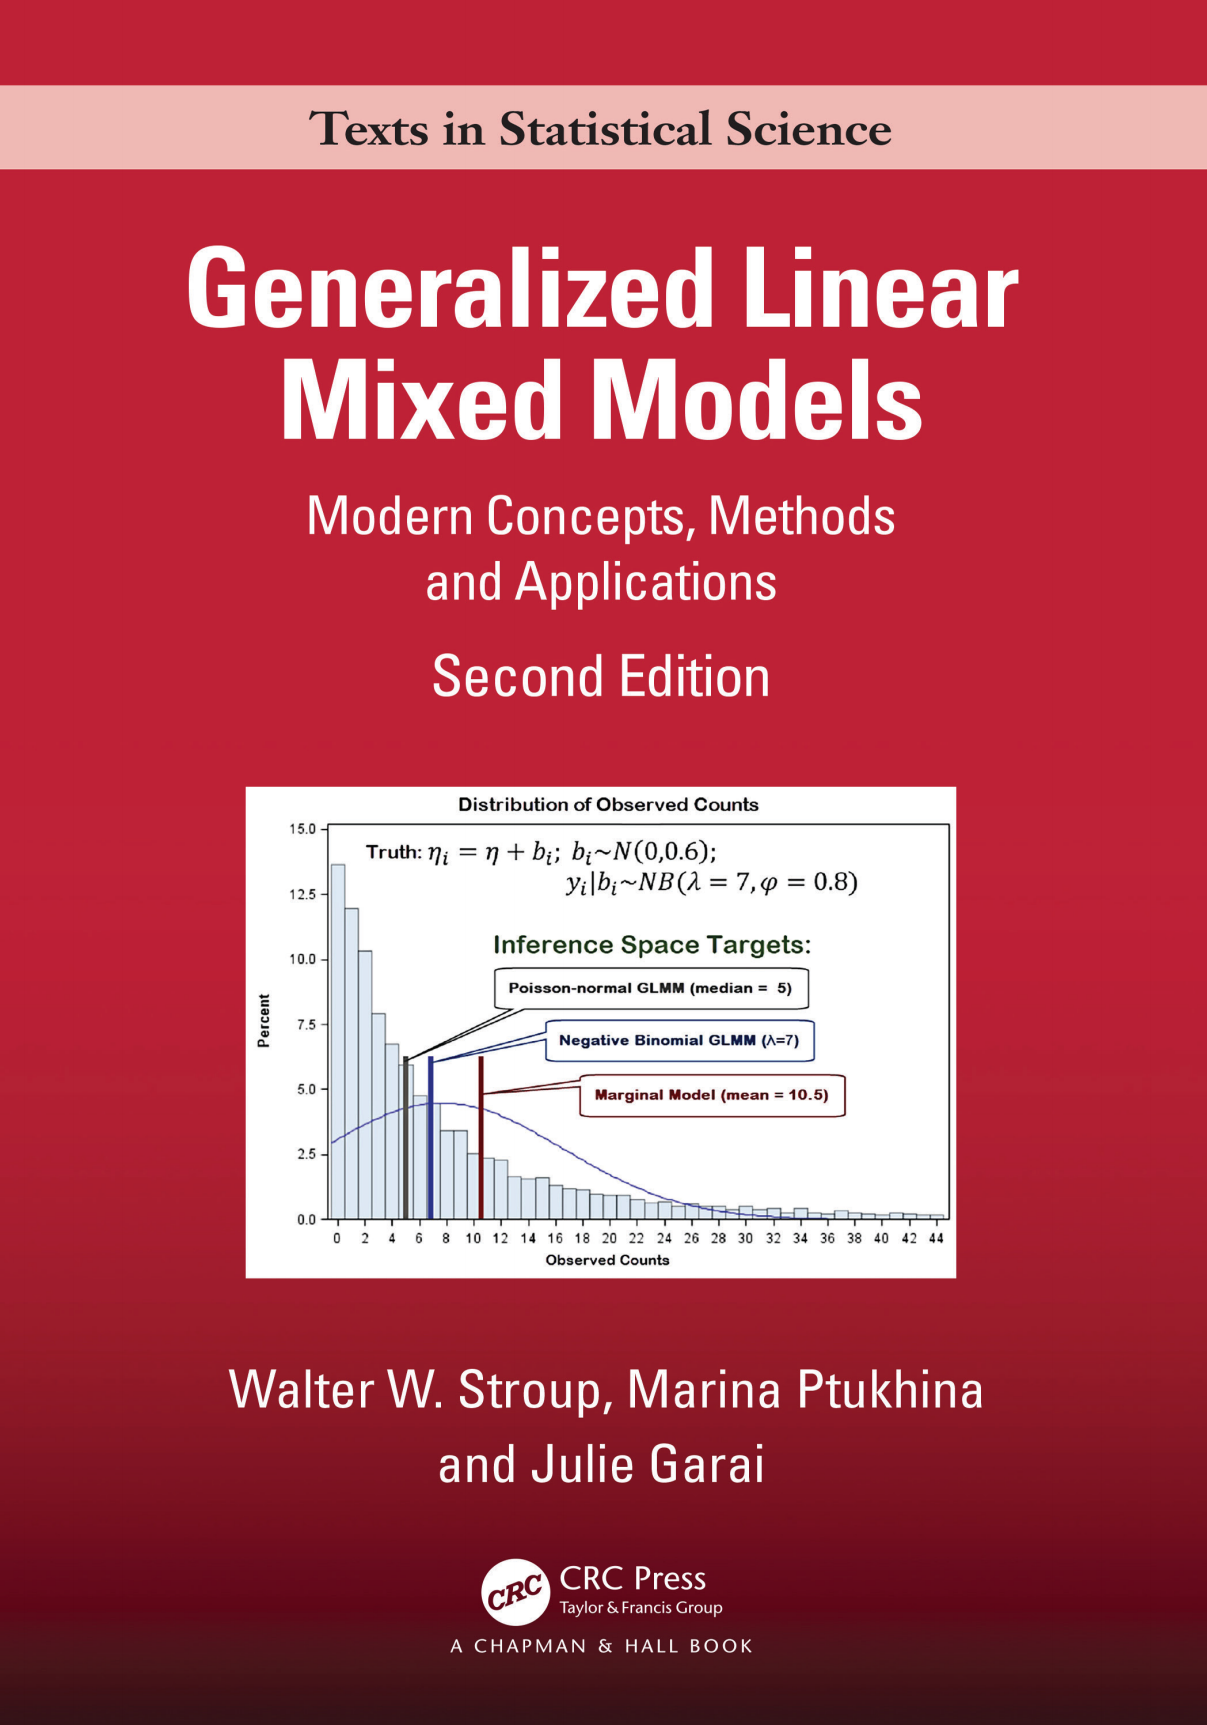 Texts in Statistical Science
Generalized Linear
Mixed Models
Modern Concepts, Methods
and Applications
Second Edition
Distribution of Observed Counts
Truth: ηᵢ = η + bᵢ; bᵢ~N(0,0.6);
yᵢ|bᵢ~NB(λ = 7, φ = 0.8)
Inference Space Targets:
Poisson-normal GLMM (median = 5)
Negative Binomial GLMM (λ=7)
Marginal Model (mean = 10.5)
Percent
15.0
12.5
10.0
7.5
5.0
2.5
0.0
0 2 4 6 8 10 12 14 16 18 20 22 24 26 28 30 32 34 36 38 40 42 44
Observed Counts
Walter W. Stroup, Marina Ptukhina
and Julie Garai
CRC
CRC Press
Taylor & Francis Group
A CHAPMAN & HALL BOOK